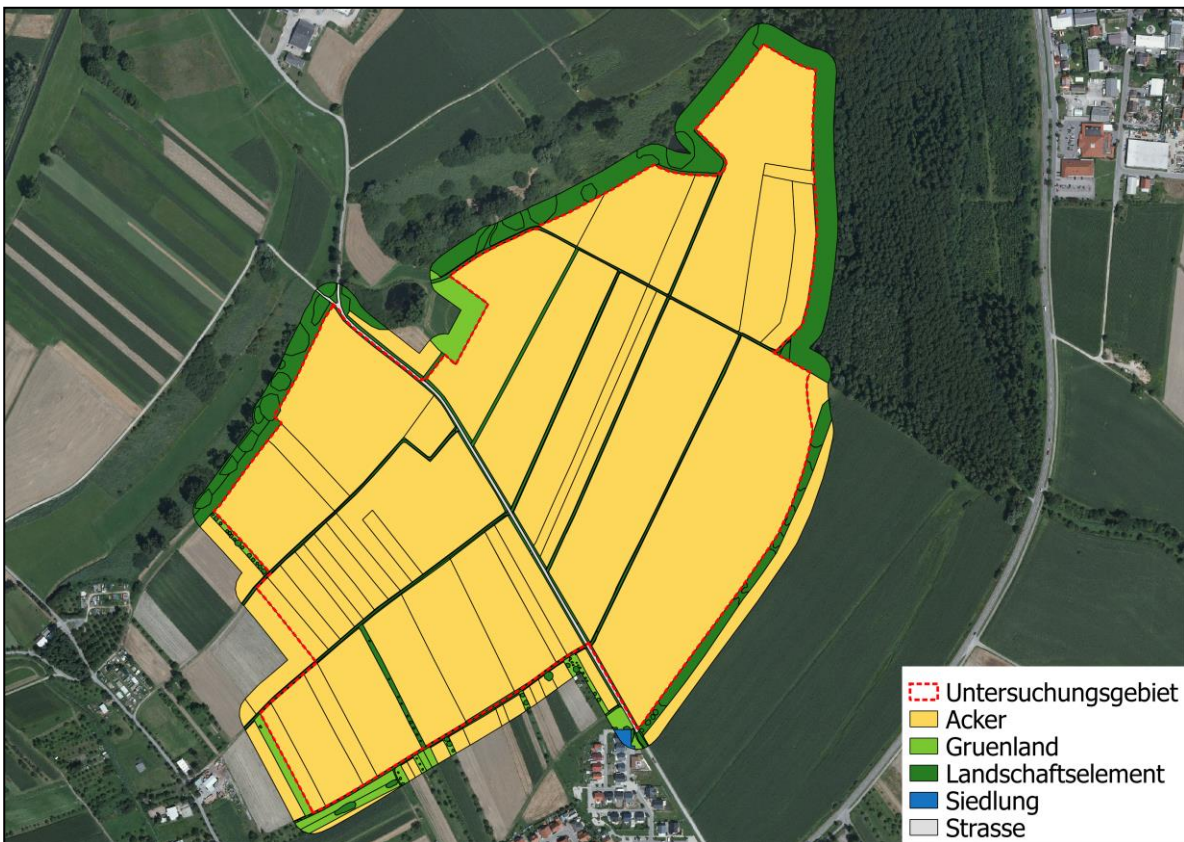 Untersuchungsgebiet
Acker
Gruenland
Landschaftselement
Siedlung
Strasse